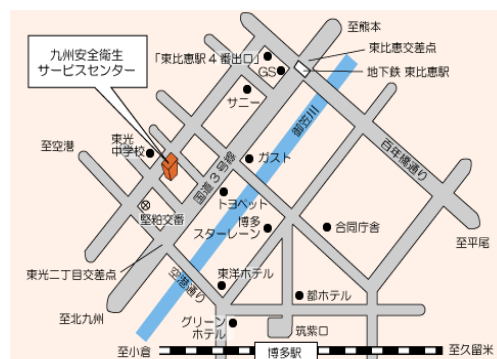 至熊本
九州安全衛生
サービスセンター
「東比恵駅4番出口」
東比恵交差点
GS
地下鉄 東比恵駅
サニー
御笠川
至空港
東光
中学校
国道3号線
ガスト
百年橋通り
トヨペット
堅粕交番
博多
スターレーン
合同庁舎
至平尾
東光二丁目交差点
空港通り
東洋ホテル
都ホテル
至北九州
グリーン
ホテル
筑紫口
至小倉
博多駅
至久留米